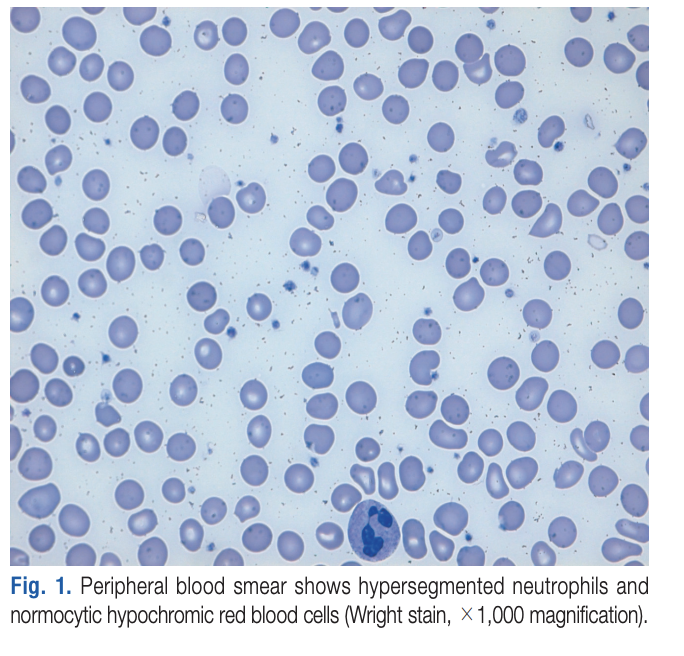 Fig. 1. Peripheral blood smear shows hypersegmented neutrophils and
normocytic hypochromic red blood cells (Wright stain, ×1,000 magnification).